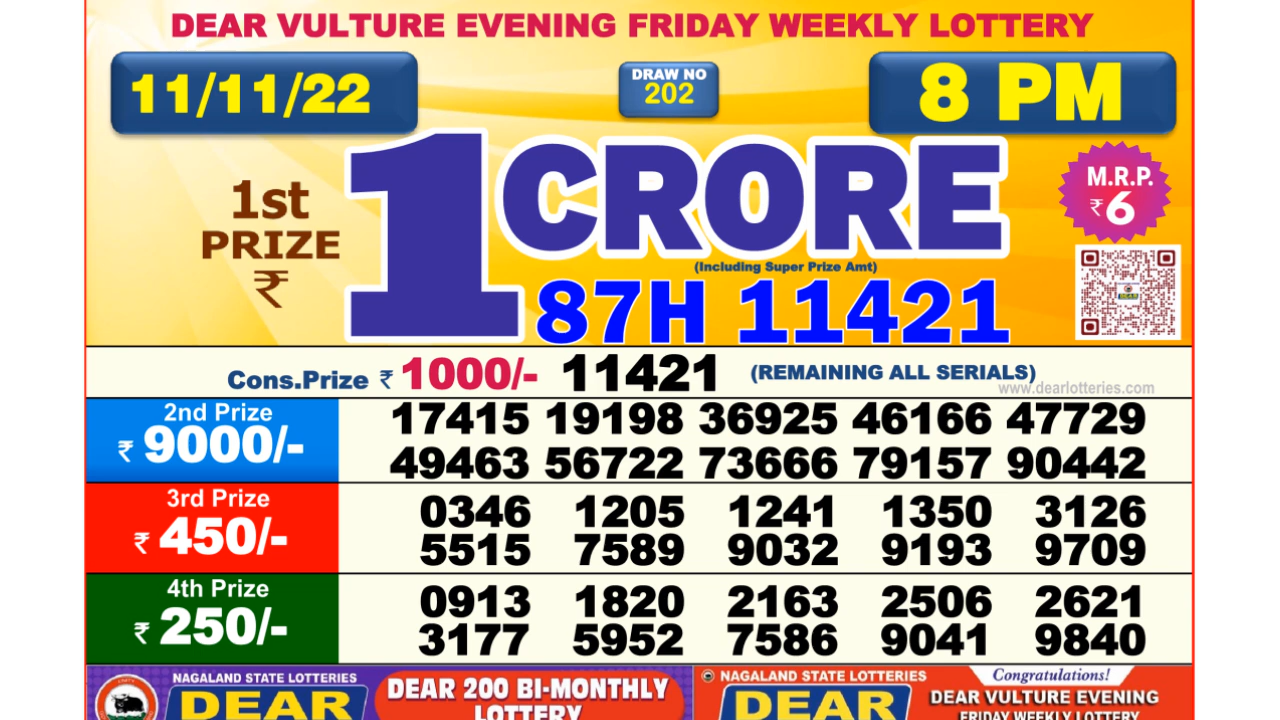 DEAR VULTURE EVENING FRIDAY WEEKLY LOTTERY
11/11/22
DRAW NO
202
8 PM
1st
PRIZE
₹
1 CRORE
(Including Super Prize Amt)
87H 11421
M.R.P.
₹6
DEAR
Cons.Prize ₹ 1000/- 11421 (REMAINING ALL SERIALS)
www.dearlotteries.com
2nd Prize
₹ 9000/-
17415 19198 36925 46166 47729
49463 56722 73666 79157 90442
3rd Prize
₹ 450/-
0346 1205 1241 1350 3126
5515 7589 9032 9193 9709
4th Prize
₹ 250/-
0913 1820 2163 2506 2621
3177 5952 7586 9041 9840
NAGALAND STATE LOTTERIES
DEAR
DEAR 200 BI-MONTHLY
LOTTERY
NAGALAND STATE LOTTERIES
DEAR
Congratulations!
DEAR VULTURE EVENING
FRIDAY WEEKLY LOTTERY